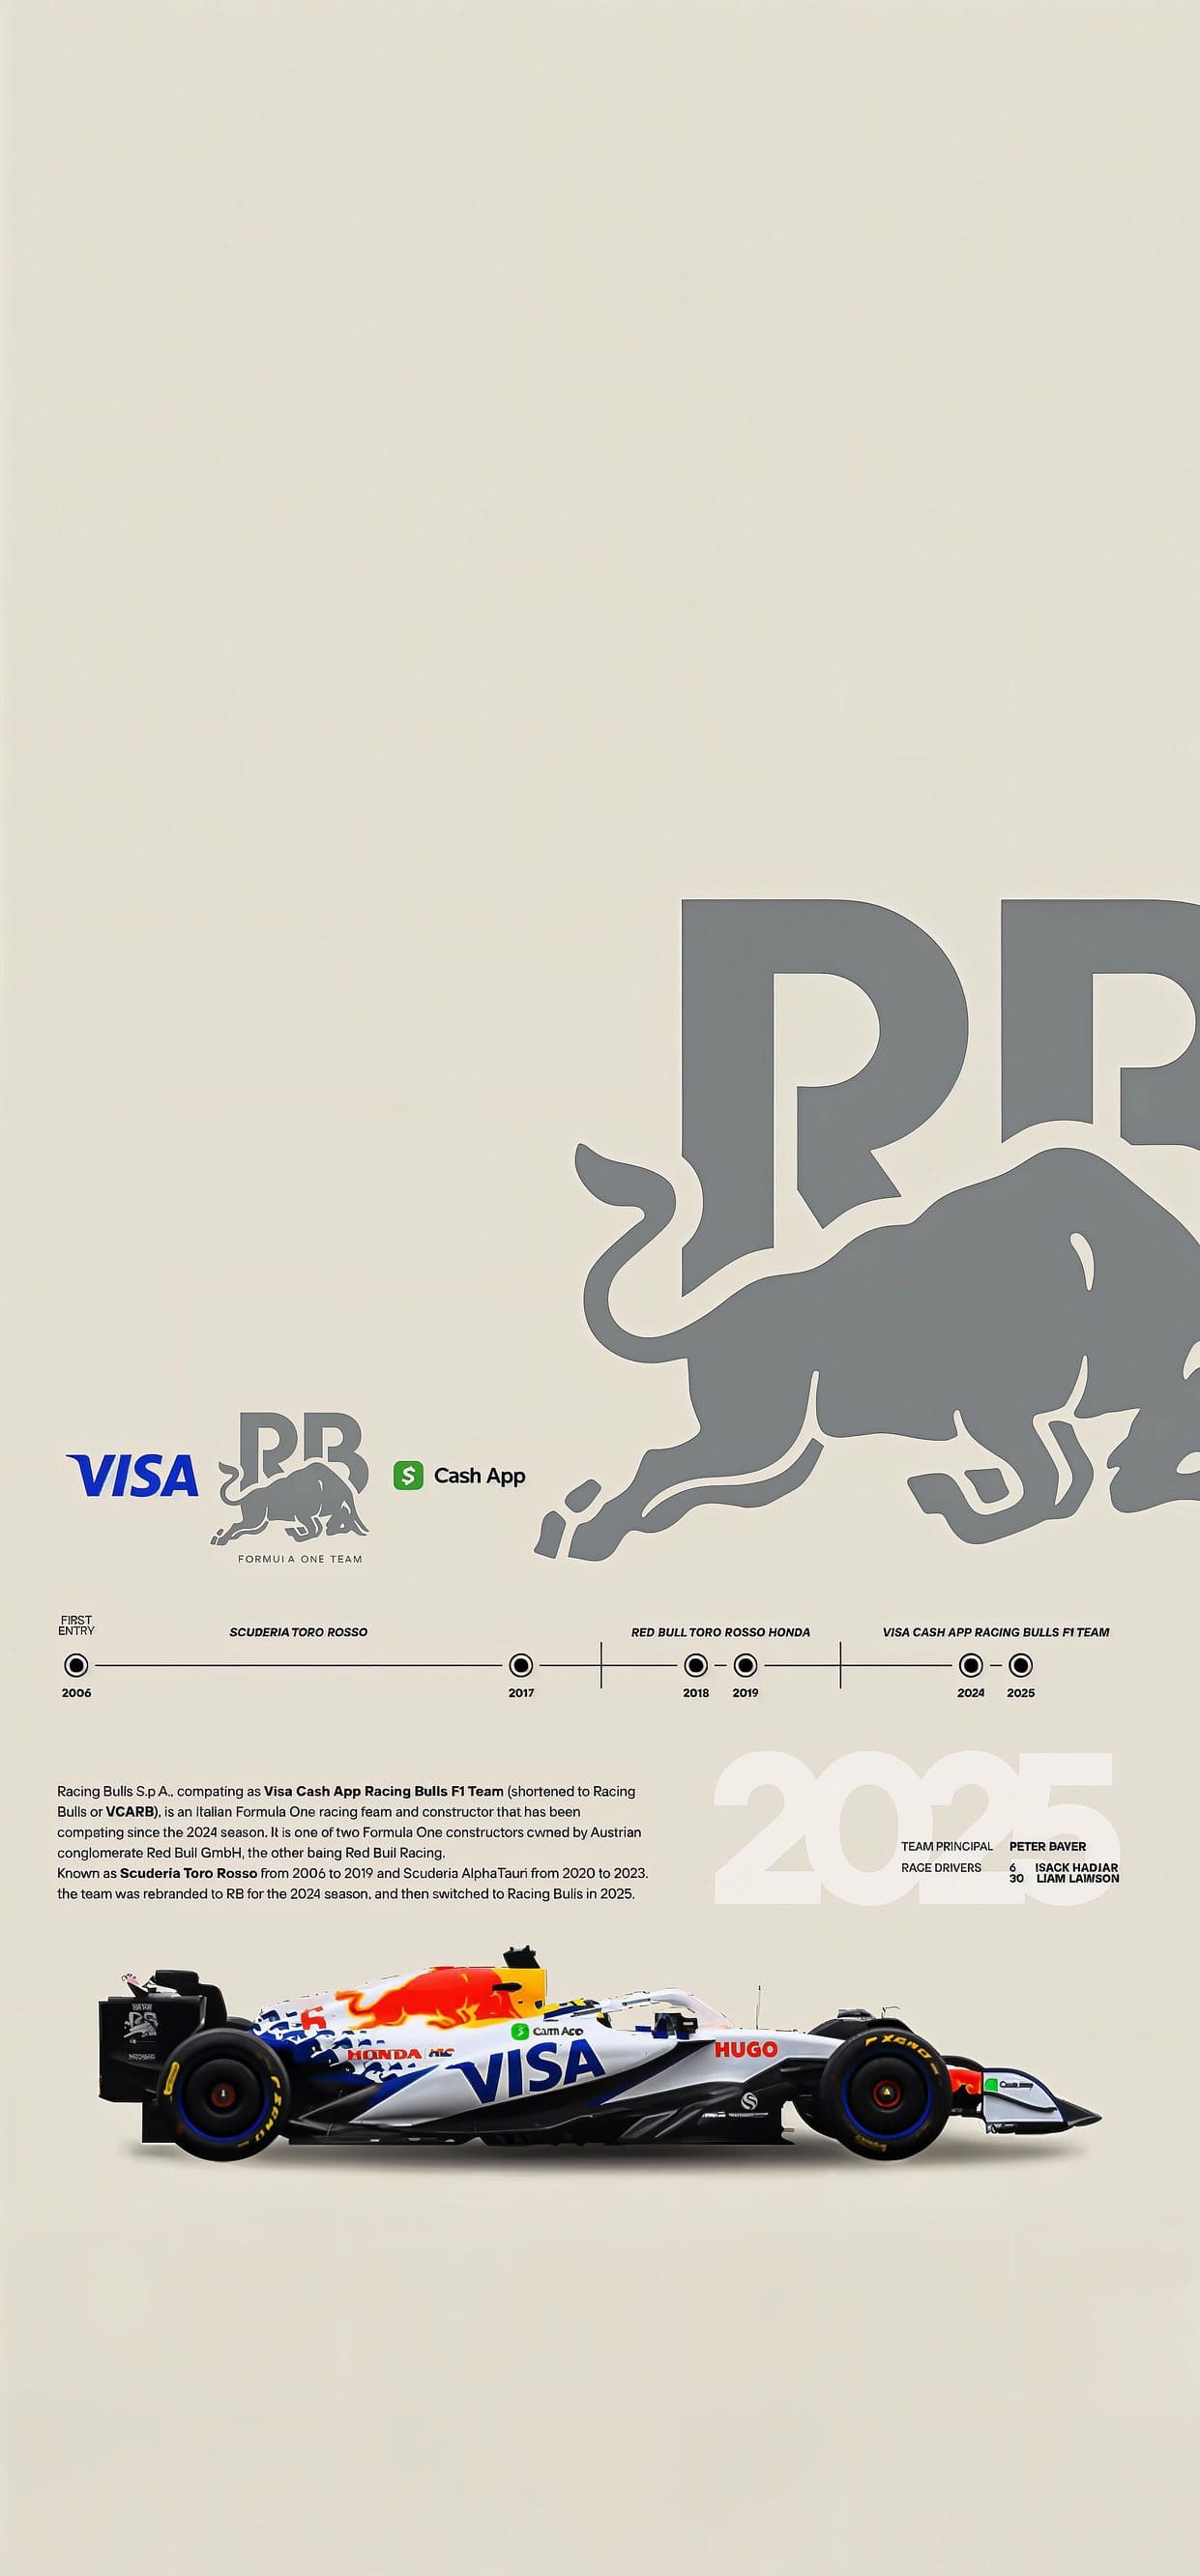 RB
VISA
RB
Cash App
FORMULA ONE TEAM
FIRST
ENTRY
SCUDERIA TORO ROSSO
RED BULL TORO ROSSO HONDA
VISA CASH APP RACING BULLS F1 TEAM
2006
2017
2018
2019
2024
2025
2025
Racing Bulls S.p.A., compating as Visa Cash App Racing Bulls F1 Team (shortened to Racing
Bulls or VCARB), is an Italian Formula One racing feam and constructor that has been
compating since the 2024 season. It is one of two Formula One constructors cwned by Austrian
conglomerate Red Bull GmbH, the other baing Red Buil Racing.
Known as Scuderia Toro Rosso from 2006 to 2019 and Scuderia AlphaTauri from 2020 to 2023.
the team was rebranded to RB for the 2024 season, and then switched to Racing Bulls in 2025.
TEAM PRINCIPAL PETER BAVER
RAGE DRIVERS 6 ISACK HADJAR
30 LIAM LAWSON
6
HONDA
VISA
HUGO